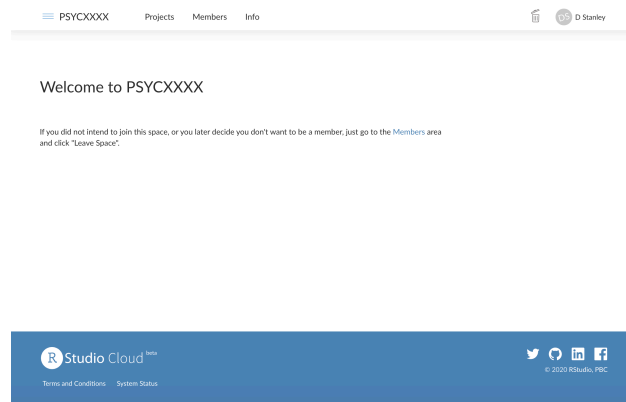 PSYCXXXX Projects Members Info DS D Stanley
Welcome to PSYCXXXX
If you did not intend to join this space, or you later decide you don't want to be a member, just go to the Members area
and click "Leave Space".
R Studio Cloud beta
© 2020 RStudio, PBC
Terms and Conditions System Status